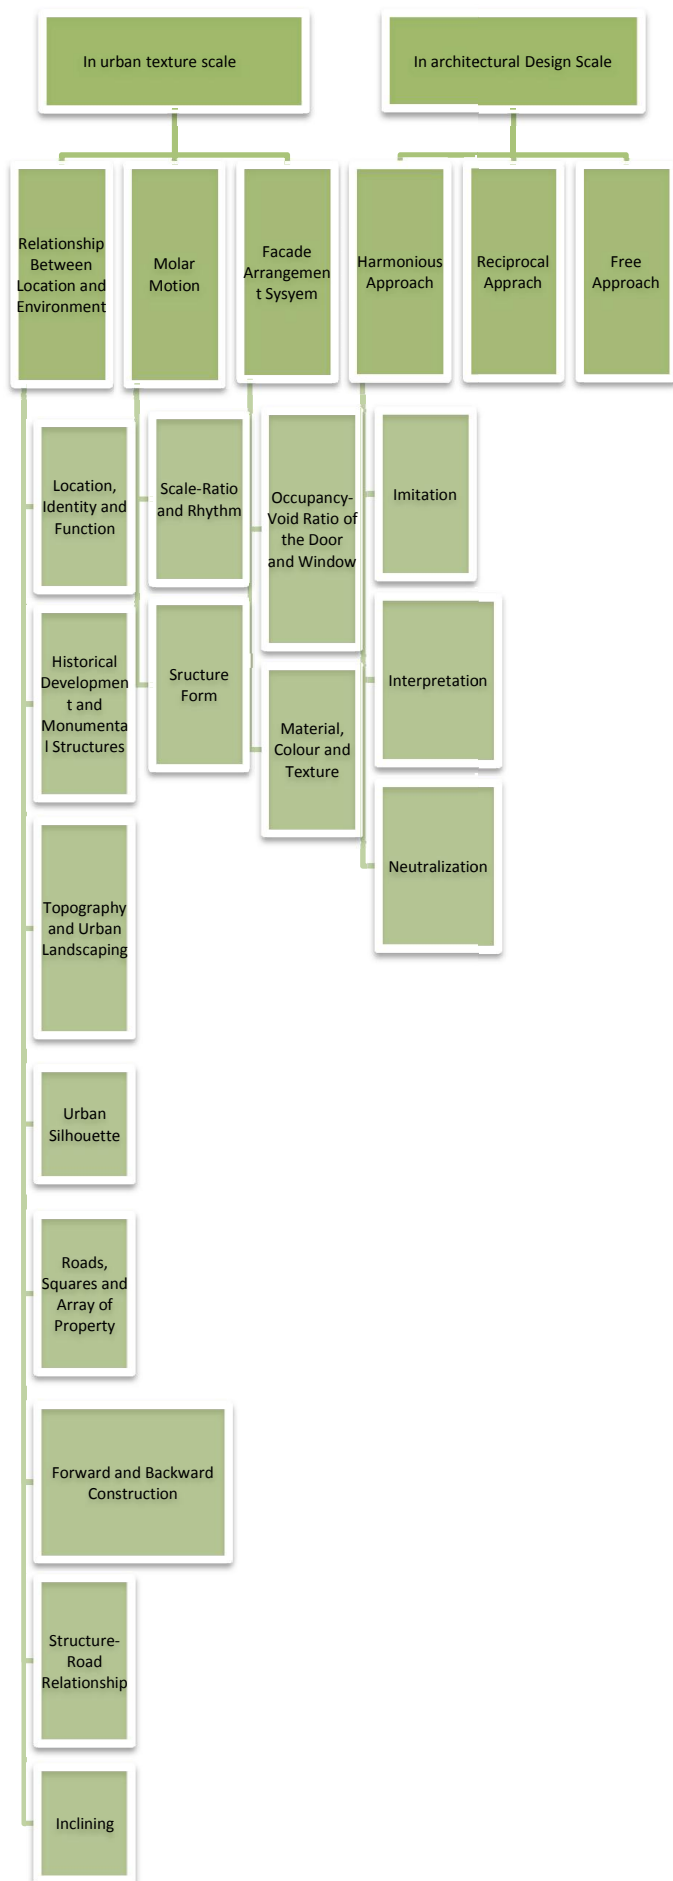 In urban texture scale
In architectural Design Scale
Relationship
Between
Location and
Environment
Molar
Motion
Facade
Arrangemen
t Sysyem
Harmonious
Approach
Reciprocal
Apprach
Free
Approach
Location,
Identity and
Function
Historical
Developmen
t and
Monumenta
l Structures
Topography
and Urban
Landscaping
Urban
Silhouette
Roads,
Squares and
Array of
Property
Forward and Backward
Construction
Structure-
Road
Relationship
Inclining
Scale-Ratio
and Rhythm
Sructure
Form
Occupancy-
Void Ratio of
the Door
and Window
Material,
Colour and
Texture
Imitation
Interpretation
Neutralization